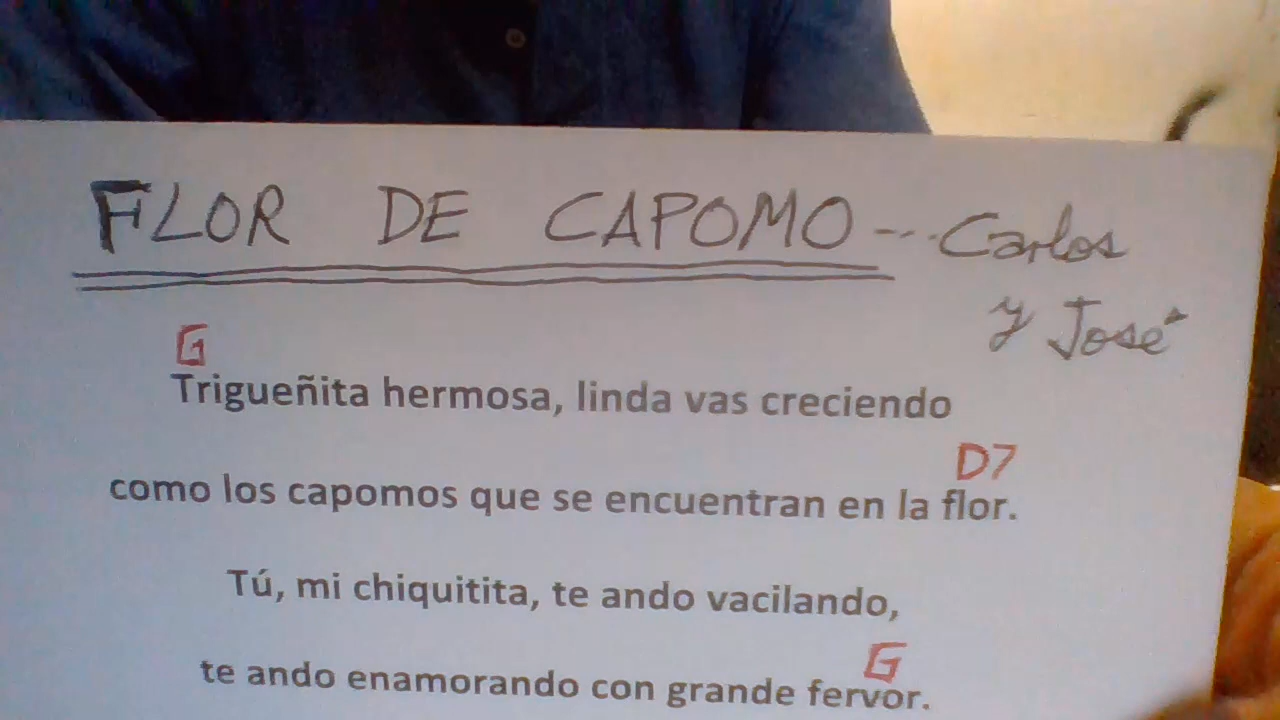 FLOR DE CAPOMO --- Carlos
y José
G
Trigueñita hermosa, linda vas creciendo
D7
como los capomos que se encuentran en la flor.
Tú, mi chiquitita, te ando vacilando,
G
te ando enamorando con grande fervor.